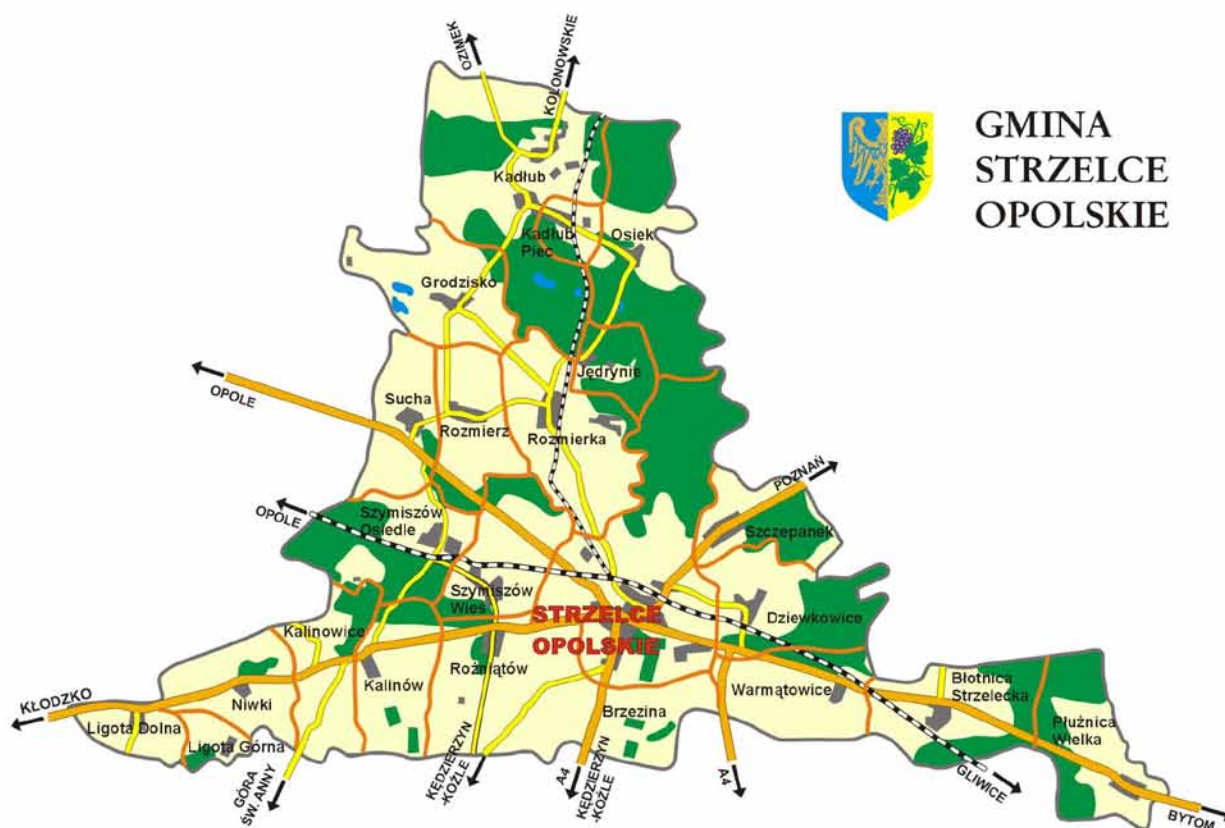 OZIMEK
KOLONOWSKIE
GMINA
STRZELCE
OPOLSKIE
Kadłub
Kadłub
Piec
Osiek
Grodzisko
Jędrynie
OPOLE
Sucha
Rozmierz
Rozmierka
POZNAŃ
OPOLE
Szymiszów
Osiedle
Szczepanek
Szymiszów
Wieś
STRZELCE
OPOLSKIE
Dziewkowice
Kalinowice
Rożniątów
Kalinów
Niwki
KŁODZKO
Ligota Dolna
Ligota Górna
Warmątowice
Brzezina
Błotnica
Strzelecka
Płużnica
Wielka
GÓRA
ŚW. ANNY
KĘDZIERZYN
-KOŹLE
A4
KĘDZIERZYN
-KOŹLE
A4
GLIWICE
BYTOM